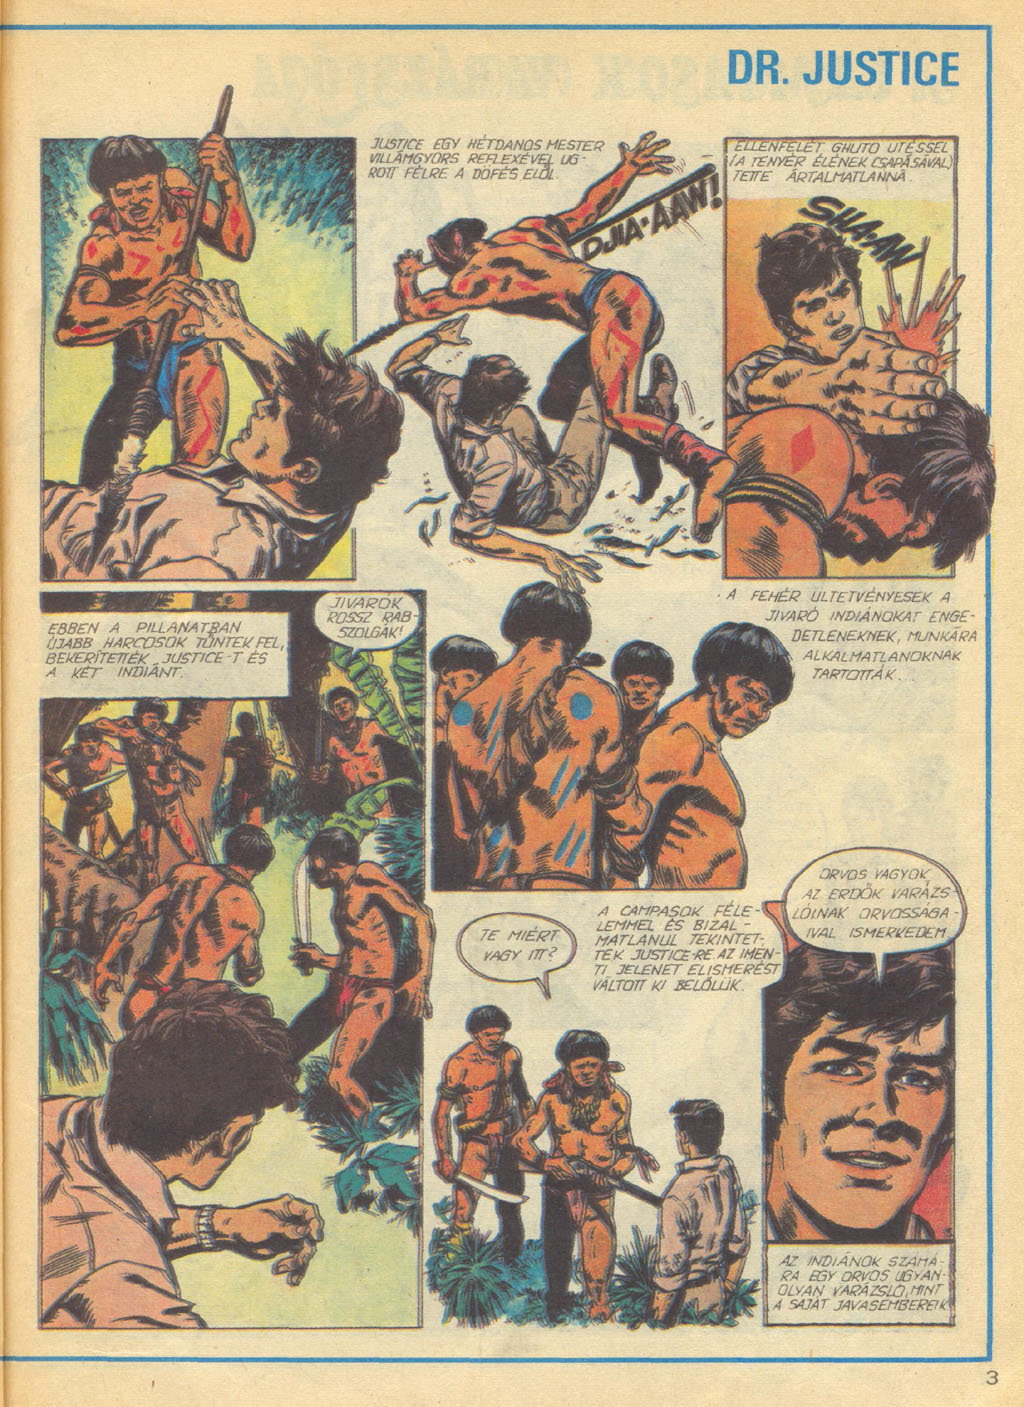 DR. JUSTICE
JUSTICE EGY HÉTDANOS MESTER
VILLÁMGYORS REFLEXÉVEL UG-
ROTT FÉLRE A DÖFÉS ELŐL.
DJIA-AAW!
ELLENFELÉT GHUTO ÜTÉSSEL
(A TENYÉR ÉLÉNEK CSAPÁSÁVAL)
TETTE ÁRTALMATLANNÁ.
SHA-AW
EBBEN A PILLANATBAN
ÚJABB HARCOSOK TŰNTEK FEL,
BEKERÍTETTÉK JUSTICE-T ÉS
A KÉT INDIÁNT.
JIVARÓK
ROSSZ RAB-
SZOLGÁK!
A FEHÉR ÜLTETVÉNYESEK A
JIVARÓ INDIÁNOKAT ENGE-
DETLENEKNEK, MUNKÁRA
ALKALMATLANOKNAK
TARTOTTÁK...
TE MIÉRT
VAGY ITT?
A CAMPASOK FÉLE-
LEMMEL ÉS BIZAL-
MATLANUL TEKINTET-
TÉK JUSTICE-RE AZ IMÉN-
TI JELENET ELISMERÉST
VÁLTOTT KI BELŐLÜK.
ORVOS VAGYOK,
AZ ERDŐK VARÁZS-
LÓINAK ORVOSSÁGA-
IVAL ISMERKEDEM.
AZ INDIÁNOK SZÁMÁ-
RA EGY ORVOS UGYAN-
OLYAN VARÁZSLÓ, MINT
A SAJÁT JAVASEMBEREIK.
3